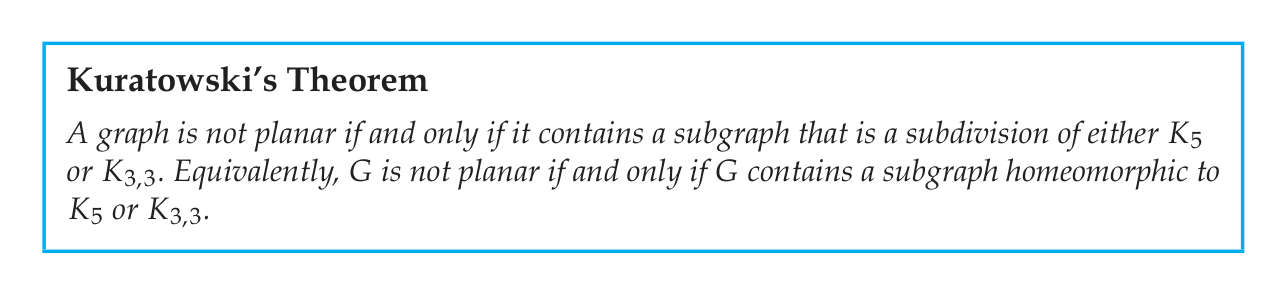 Kuratowski's Theorem
A graph is not planar if and only if it contains a subgraph that is a subdivision of either K5
or K3,3. Equivalently, G is not planar if and only if G contains a subgraph homeomorphic to
K5 or K3,3.